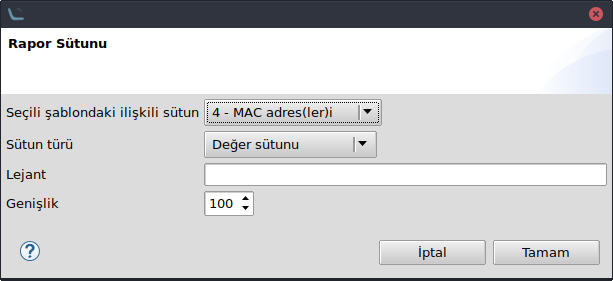 Rapor Sütunu
Seçili şablondaki ilişkili sütun 4 - MAC adres(ler)i
Sütun türü Değer sütunu
Lejant
Genişlik 100
? İptal Tamam